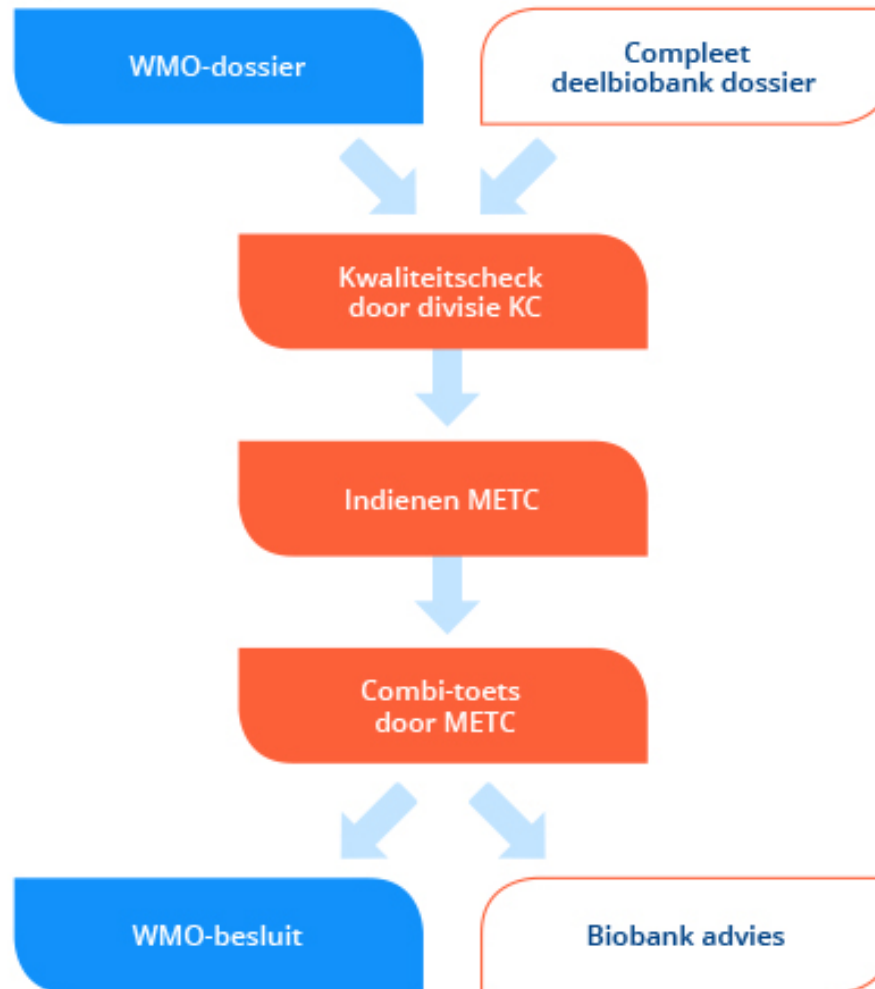 WMO-dossier
Compleet
deelbiobank dossier
Kwaliteitscheck
door divisie KC
Indienen METC
Combi-toets
door METC
WMO-besluit
Biobank advies